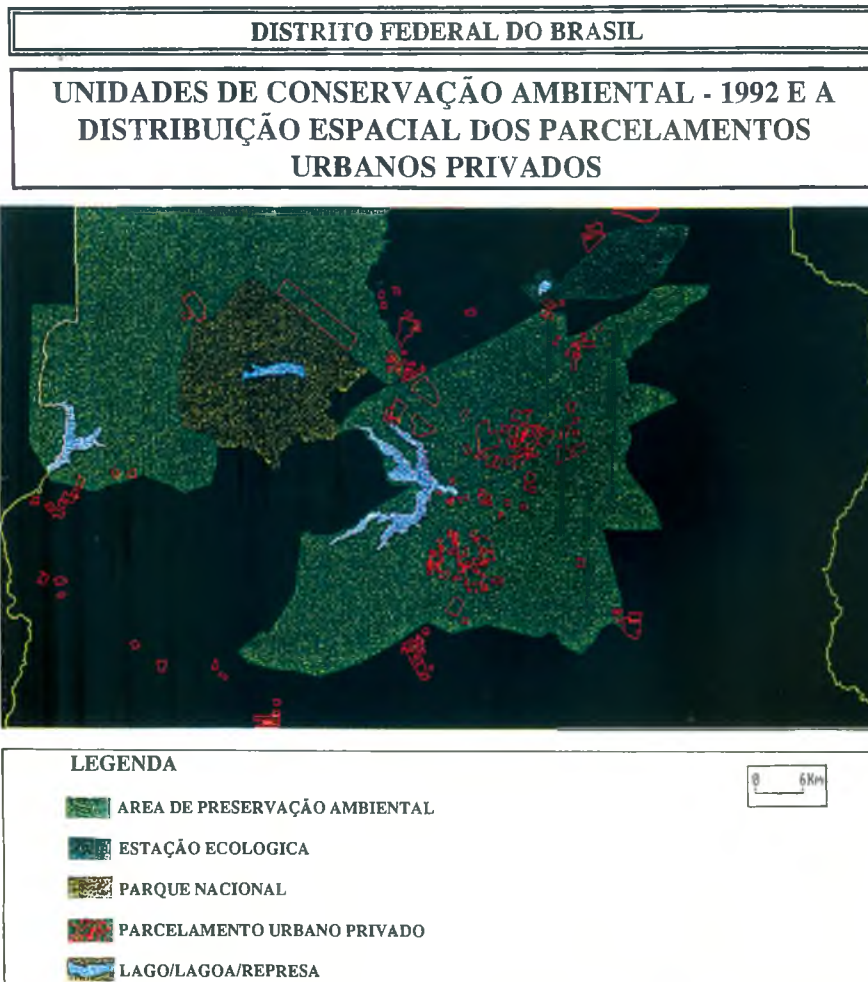 DISTRITO FEDERAL DO BRASIL
UNIDADES DE CONSERVAÇÃO AMBIENTAL - 1992 E A
DISTRIBUIÇÃO ESPACIAL DOS PARCELAMENTOS
URBANOS PRIVADOS
LEGENDA
0 6Km
AREA DE PRESERVAÇÃO AMBIENTAL
ESTAÇÃO ECOLOGICA
PARQUE NACIONAL
PARCELAMENTO URBANO PRIVADO
LAGO/LAGOA/REPRESA